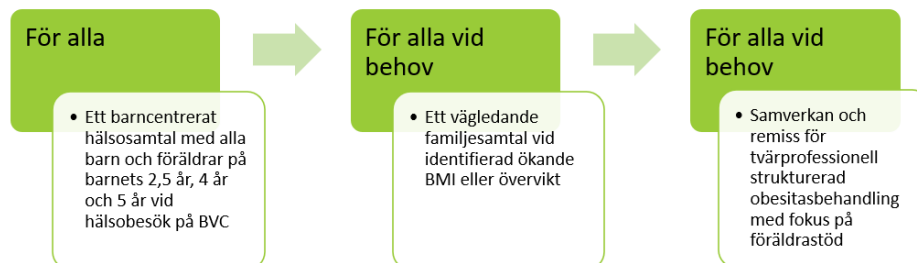 För alla
• Ett barncentrerat
hälsosamtal med alla
barn och föräldrar på
barnets 2,5 år, 4 år
och 5 år vid
hälsobesök på BVC
För alla vid
behov
• Ett vägledande
familjesamtal vid
identifierad ökande
BMI eller övervikt
För alla vid
behov
• Samverkan och
remiss för
tvärprofessionell
strukturerad
obesitasbehandling
med fokus på
föräldrastöd